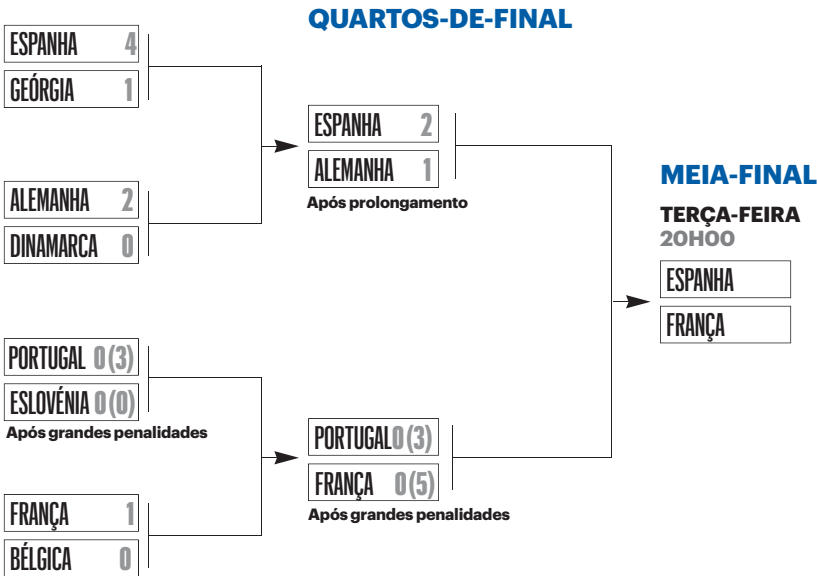 QUARTOS-DE-FINAL
ESPANHA 4
GEÓRGIA 1
ALEMANHA 2
DINAMARCA 0
PORTUGAL 0 (3)
ESLOVÉNIA 0 (0)
Após grandes penalidades
FRANÇA 1
BÉLGICA 0
ESPANHA 2
ALEMANHA 1
Após prolongamento
PORTUGAL 0 (3)
FRANÇA 0 (5)
Após grandes penalidades
MEIA-FINAL
TERÇA-FEIRA
20H00
ESPANHA
FRANÇA